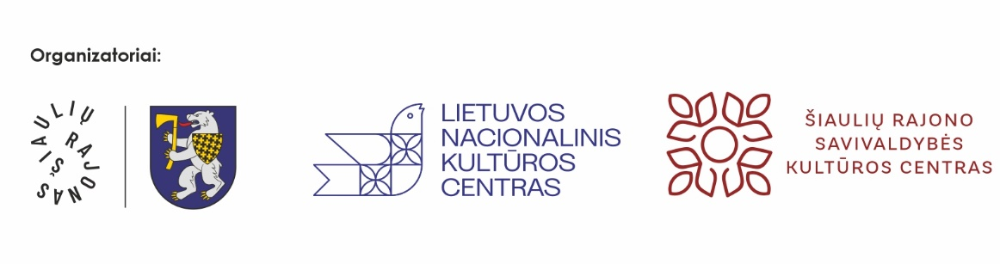 Organizatoriai:
ŠIAULIŲ RAJONAS
LIETUVOS
NACIONALINIS
KULTŪROS
CENTRAS
ŠIAULIŲ RAJONO
SAVIVALDYBĖS
KULTŪROS CENTRAS